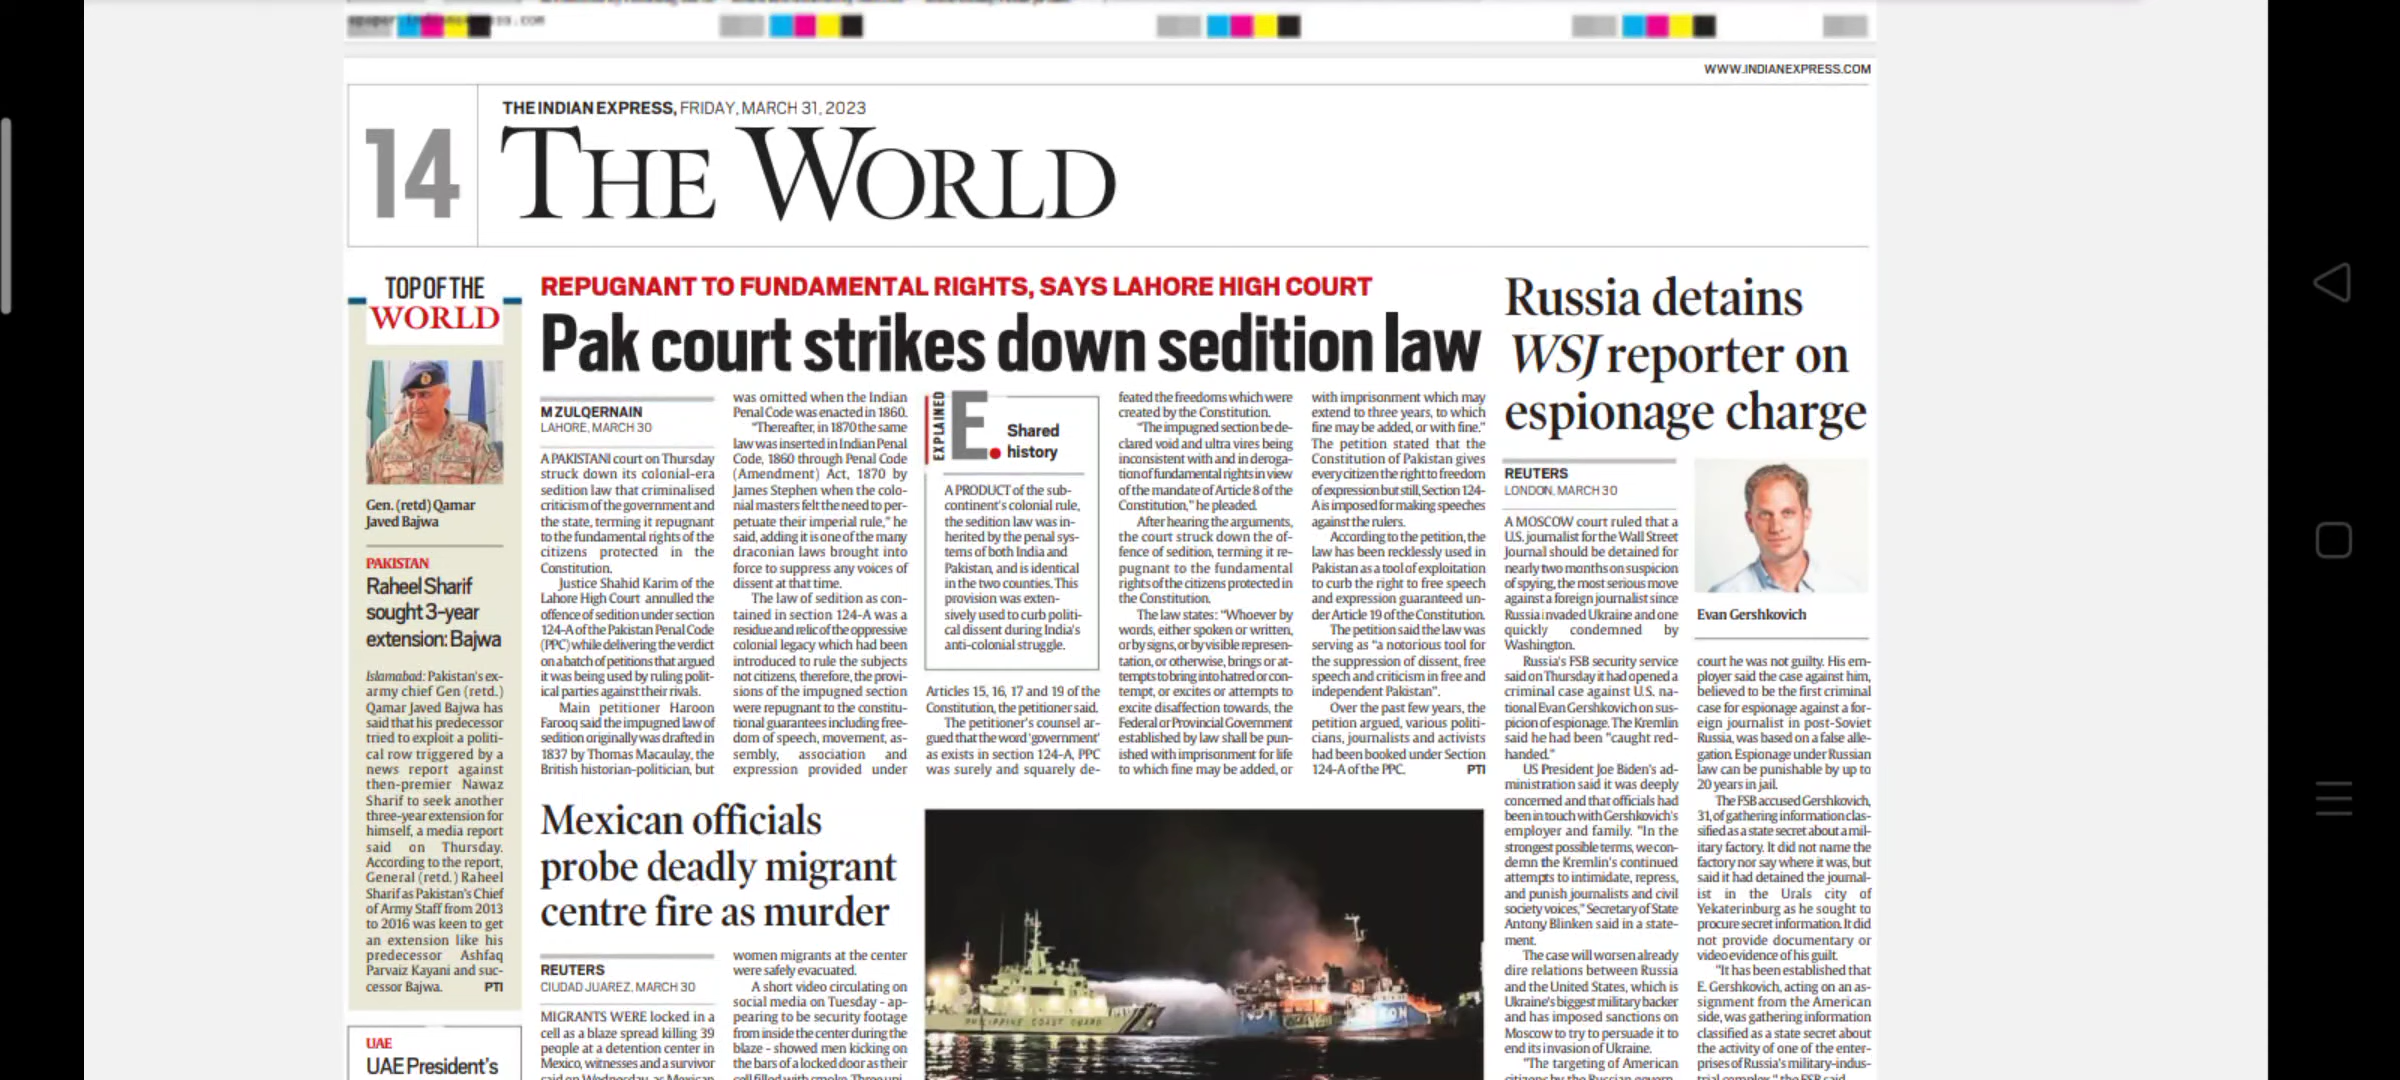 WWW.INDIANEXPRESS.COM
14
THE INDIAN EXPRESS, FRIDAY, MARCH 31, 2023
THE WORLD
TOP OF THE
WORLD
Gen. (retd) Qamar
Javed Bajwa
PAKISTAN
Raheel Sharif
sought 3-year
extension: Bajwa
Islamabad: Pakistan's ex-
army chief Gen (retd.)
Qamar Javed Bajwa has
said that his predecessor
tried to exploit a politi-
cal row triggered by a
news report against
then-premier Nawaz
Sharif to seek another
three-year extension for
himself, a media report
said on Thursday.
According to the report,
General (retd.) Raheel
Sharif as Pakistan's Chief
of Army Staff from 2013
to 2016 was keen to get
an extension like his
predecessor Ashfaq
Parvaiz Kayani and suc-
cessor Bajwa. PTI
UAE
UAE President's
REPUGNANT TO FUNDAMENTAL RIGHTS, SAYS LAHORE HIGH COURT
Pak court strikes down sedition law
M ZULQERNAIN
LAHORE, MARCH 30
A PAKISTANI court on Thursday
struck down its colonial-era
sedition law that criminalised
criticism of the government and
the state, terming it repugnant
to the fundamental rights of the
citizens protected in the
Constitution.
Justice Shahid Karim of the
Lahore High Court annulled the
offence of sedition under section
124-A of the Pakistan Penal Code
(PPC) while delivering the verdict
on a batch of petitions that argued
it was being used by ruling polit-
ical parties against their rivals.
Main petitioner Haroon
Farooq said the impugned law of
sedition originally was drafted in
1837 by Thomas Macaulay, the
British historian-politician, but
was omitted when the Indian
Penal Code was enacted in 1860.
"Thereafter, in 1870 the same
law was inserted in Indian Penal
Code, 1860 through Penal Code
(Amendment) Act, 1870 by
James Stephen when the colo-
nial masters felt the need to per-
petuate their imperial rule," he
said, adding it is one of the many
draconian laws brought into
force to suppress any voices of
dissent at that time.
The law of sedition as con-
tained in section 124-A was a
residue and relic of the oppressive
colonial legacy which had been
introduced to rule the subjects
not citizens, therefore, the provi-
sions of the impugned section
were repugnant to the constitu-
tional guarantees including free-
dom of speech, movement, as-
sembly, association and
expression provided under
EXPLAINED
E.
Shared
history
A PRODUCT of the sub-
continent's colonial rule,
the sedition law was in-
herited by the penal sys-
tems of both India and
Pakistan, and is identical
in the two counties. This
provision was exten-
sively used to curb politi-
cal dissent during India's
anti-colonial struggle.
Articles 15, 16, 17 and 19 of the
Constitution, the petitioner said.
The petitioner's counsel ar-
gued that the word 'government'
as exists in section 124-A, PPC
was surely and squarely de-
feated the freedoms which were
created by the Constitution.
"The impugned section be de-
clared void and ultra vires being
inconsistent with and in deroga-
tion of fundamental rights in view
of the mandate of Article 8 of the
Constitution," he pleaded.
After hearing the arguments,
the court struck down the of-
fence of sedition, terming it re-
pugnant to the fundamental
rights of the citizens protected in
the Constitution.
The law states: "Whoever by
words, either spoken or written,
or by signs, or by visible represen-
tation, or otherwise, brings or at-
tempts to bring into hatred or con-
tempt, or excites or attempts to
excite disaffection towards, the
Federal or Provincial Government
established by law shall be pun-
ished with imprisonment for life
to which fine may be added, or
with imprisonment which may
extend to three years, to which
fine may be added, or with fine."
The petition stated that the
Constitution of Pakistan gives
every citizen the right to freedom
of expression but still, Section 124-
A is imposed for making speeches
against the rulers.
According to the petition, the
law has been recklessly used in
Pakistan as a tool of exploitation
to curb the right to free speech
and expression guaranteed un-
der Article 19 of the Constitution.
The petition said the law was
serving as "a notorious tool for
the suppression of dissent, free
speech and criticism in free and
independent Pakistan".
Over the past few years, the
petition argued, various politi-
cians, journalists and activists
had been booked under Section
124-A of the PPC. PTI
Mexican officials
probe deadly migrant
centre fire as murder
REUTERS
CIUDAD JUAREZ, MARCH 30
MIGRANTS WERE locked in a
cell as a blaze spread killing 39
people at a detention center in
Mexico, witnesses and a survivor
said on Wednesday, as Mexican
women migrants at the center
were safely evacuated.
A short video circulating on
social media on Tuesday - ap-
pearing to be security footage
from inside the center during the
blaze - showed men kicking on
the bars of a locked door as their
cell filled with smoke. Three uni-
PHILIPPINE COAST GUARD
Russia detains
WSJ reporter on
espionage charge
REUTERS
LONDON, MARCH 30
A MOSCOW court ruled that a
U.S. journalist for the Wall Street
Journal should be detained for
nearly two months on suspicion
of spying, the most serious move
against a foreign journalist since
Russia invaded Ukraine and one
quickly condemned by
Washington.
Russia's FSB security service
said on Thursday it had opened a
criminal case against U.S. na-
tional Evan Gershkovich on sus-
picion of espionage. The Kremlin
said he had been "caught red-
handed."
US President Joe Biden's ad-
ministration said it was deeply
concerned and that officials had
been in touch with Gershkovich's
employer and family. "In the
strongest possible terms, we con-
demn the Kremlin's continued
attempts to intimidate, repress,
and punish journalists and civil
society voices," Secretary of State
Antony Blinken said in a state-
ment.
The case will worsen already
dire relations between Russia
and the United States, which is
Ukraine's biggest military backer
and has imposed sanctions on
Moscow to try to persuade it to
end its invasion of Ukraine.
"The targeting of American
citizens by the Russian govern-
Evan Gershkovich
court he was not guilty. His em-
ployer said the case against him,
believed to be the first criminal
case for espionage against a for-
eign journalist in post-Soviet
Russia, was based on a false alle-
gation. Espionage under Russian
law can be punishable by up to
20 years in jail.
The FSB accused Gershkovich,
31, of gathering information clas-
sified as a state secret about a mil-
itary factory. It did not name the
factory nor say where it was, but
said it had detained the journal-
ist in the Urals city of
Yekaterinburg as he sought to
procure secret information. It did
not provide documentary or
video evidence of his guilt.
"It has been established that
E. Gershkovich, acting on an as-
signment from the American
side, was gathering information
classified as a state secret about
the activity of one of the enter-
prises of Russia's military-indus-
trial complex," the FSB said.